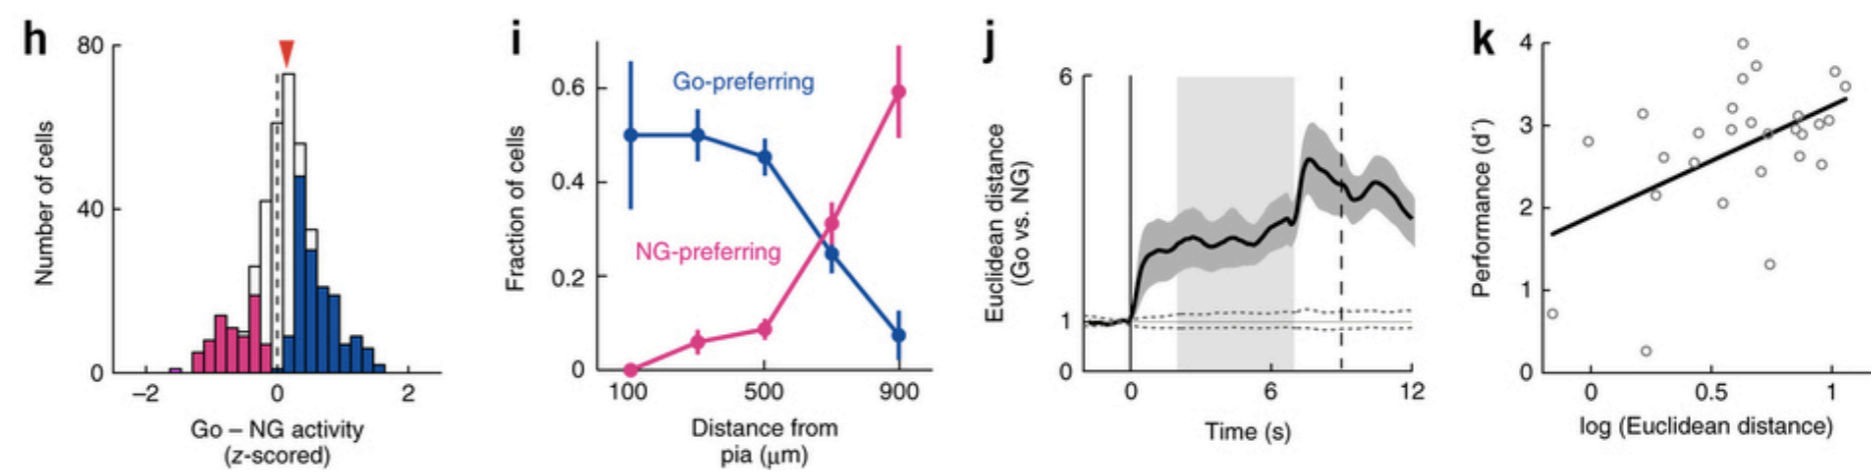 h
80
40
0
Number of cells
−2
0
2
Go – NG activity
(z-scored)
i
0.6
0.4
0.2
0
Fraction of cells
Go-preferring
NG-preferring
100
500
900
Distance from
pia (μm)
j
6
1
0
Euclidean distance
(Go vs. NG)
0
6
12
Time (s)
k
4
3
2
1
0
Performance (d´)
0
0.5
1
log (Euclidean distance)